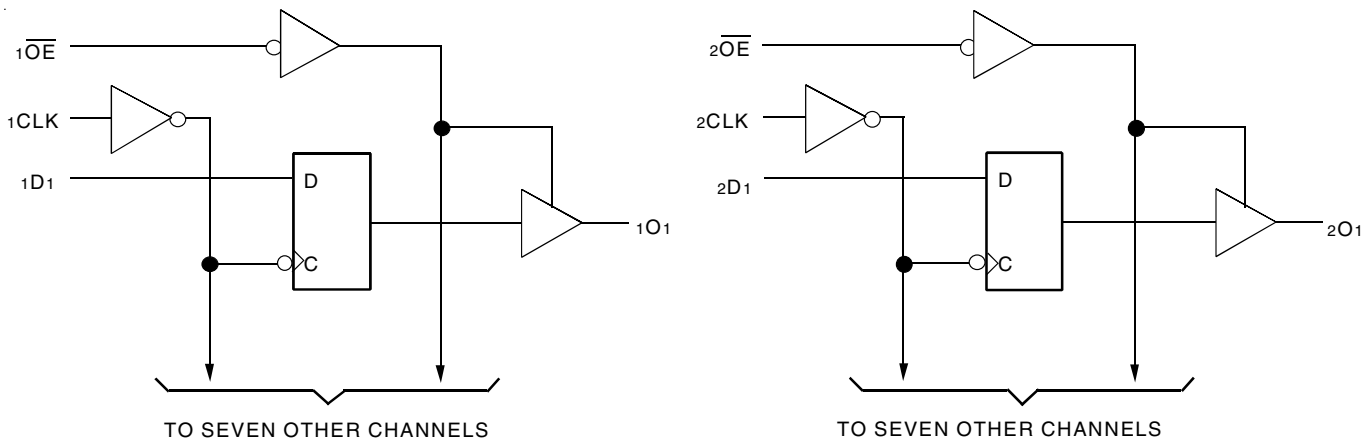 1OE
1CLK
1D1
D
C
1O1
TO SEVEN OTHER CHANNELS
2OE
2CLK
2D1
D
C
2O1
TO SEVEN OTHER CHANNELS